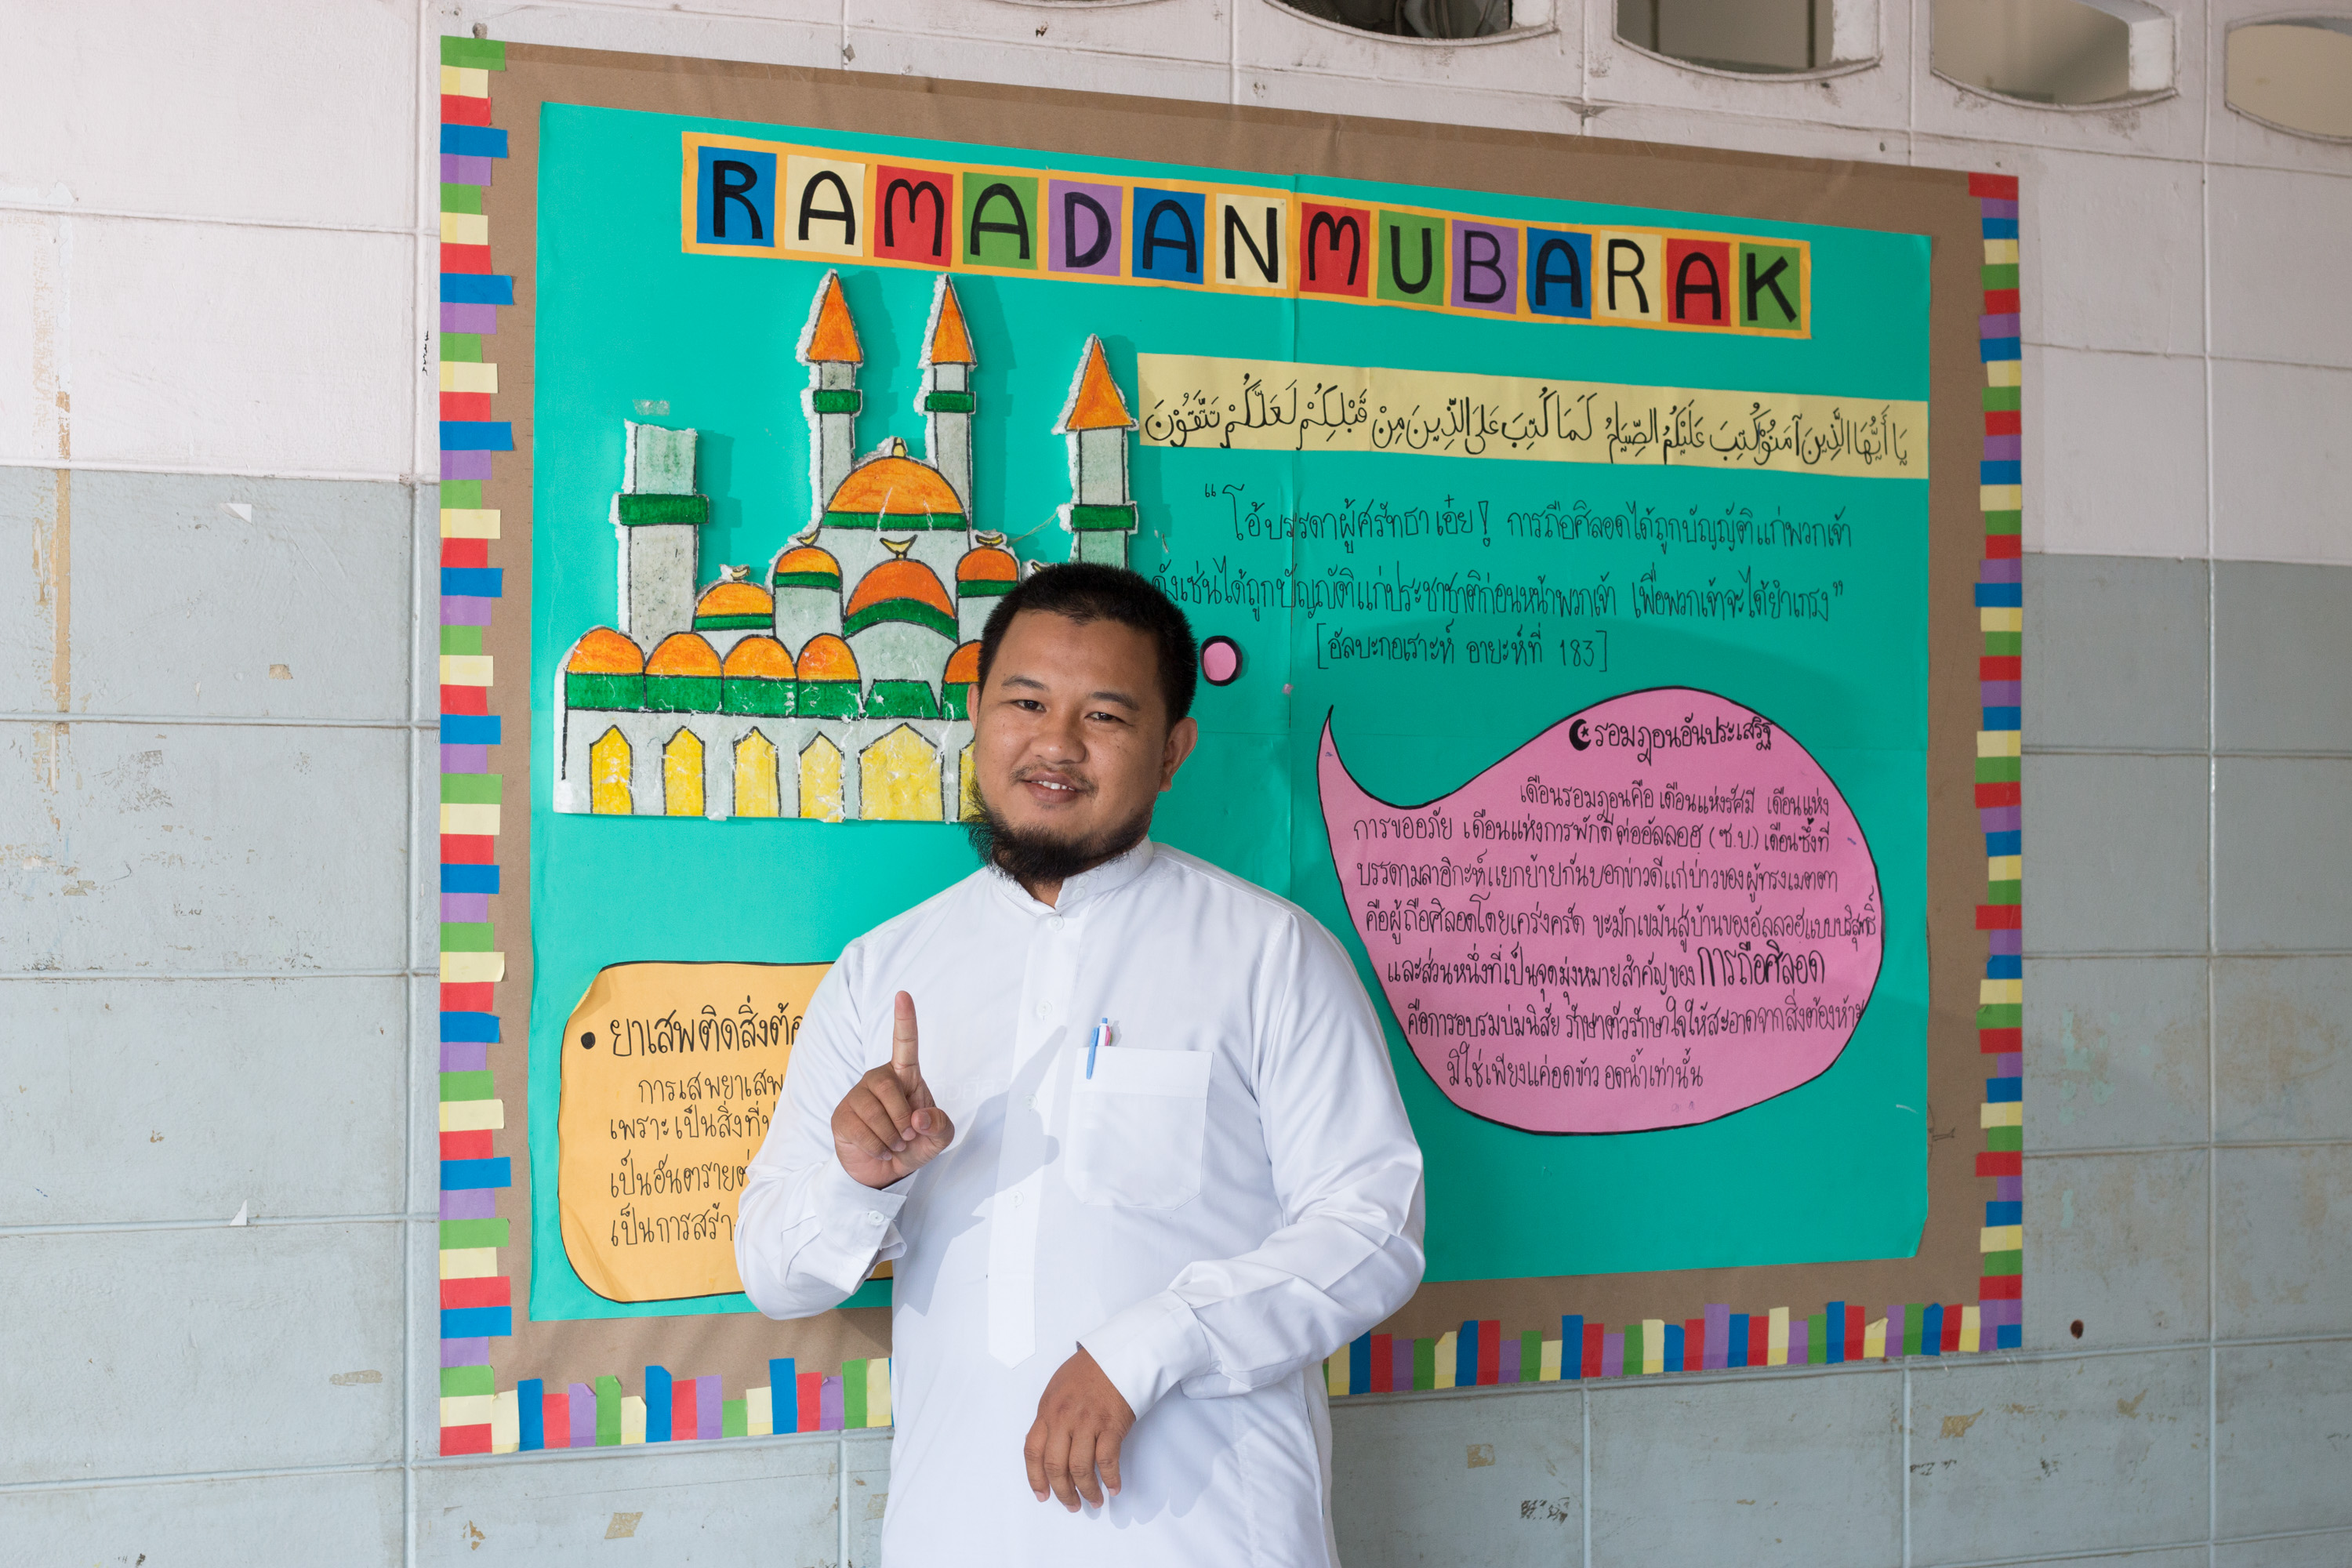 RAMADAN MUBARAK
يَا أَيُّهَا الَّذِينَ آمَنُوْ كُتِبَ عَلَيْكُمُ الصِّيَامُ كَمَا كُتِبَ عَلَى الَّذِينَ مِنْ قَبْلِكُمْ لَعَلَّكُمْ تَتَّقُوْنَ
"โอ้บรรดาผู้ศรัทธาเอ๋ย! การถือศิลอดได้ถูกบัญญัติแก่พวกเจ้า
ดังเช่นได้ถูกบัญญัติแก่ประชาชาติก่อนหน้าพวกเจ้า เพื่อพวกเจ้าจะได้ยำเกรง"
[อัลบะกอเราะห์ อายะห์ที่ 183]
รอมฎอนอันประเสริฐ
เดือนรอมฎอนคือ เดือนแห่งรัศมี เดือนแห่ง
การขออภัย เดือนแห่งการพักดีต่ออัลลอฮ (ซ.บ.) เดือนซึ่งที่
บรรดามลาอิกะห์แยกย้ายกันบอกข่าวดีแก่บ่าวของผู้ทรงเมตตา
คือผู้ถือศิลอดโดยเคร่งครัด ขะมักเขม้นสู่บ้านของอัลลอฮแบบบริสุทธิ์
และส่วนหนึ่งที่เป็นจุดมุ่งหมายสำคัญของ การถือศิลอด
คือการอบรมบ่มนิสัย รักษาตัวรักษาใจให้สะอาดจากสิ่งต้องห้าม
มิใช่เพียงแค่อดข้าว อดน้ำเท่านั้น
• ยาเสพติดสิ่งต้อ
การเสพยาเสพ
เพราะเป็นสิ่งที่
เป็นอันตราย
เป็นการสร้า